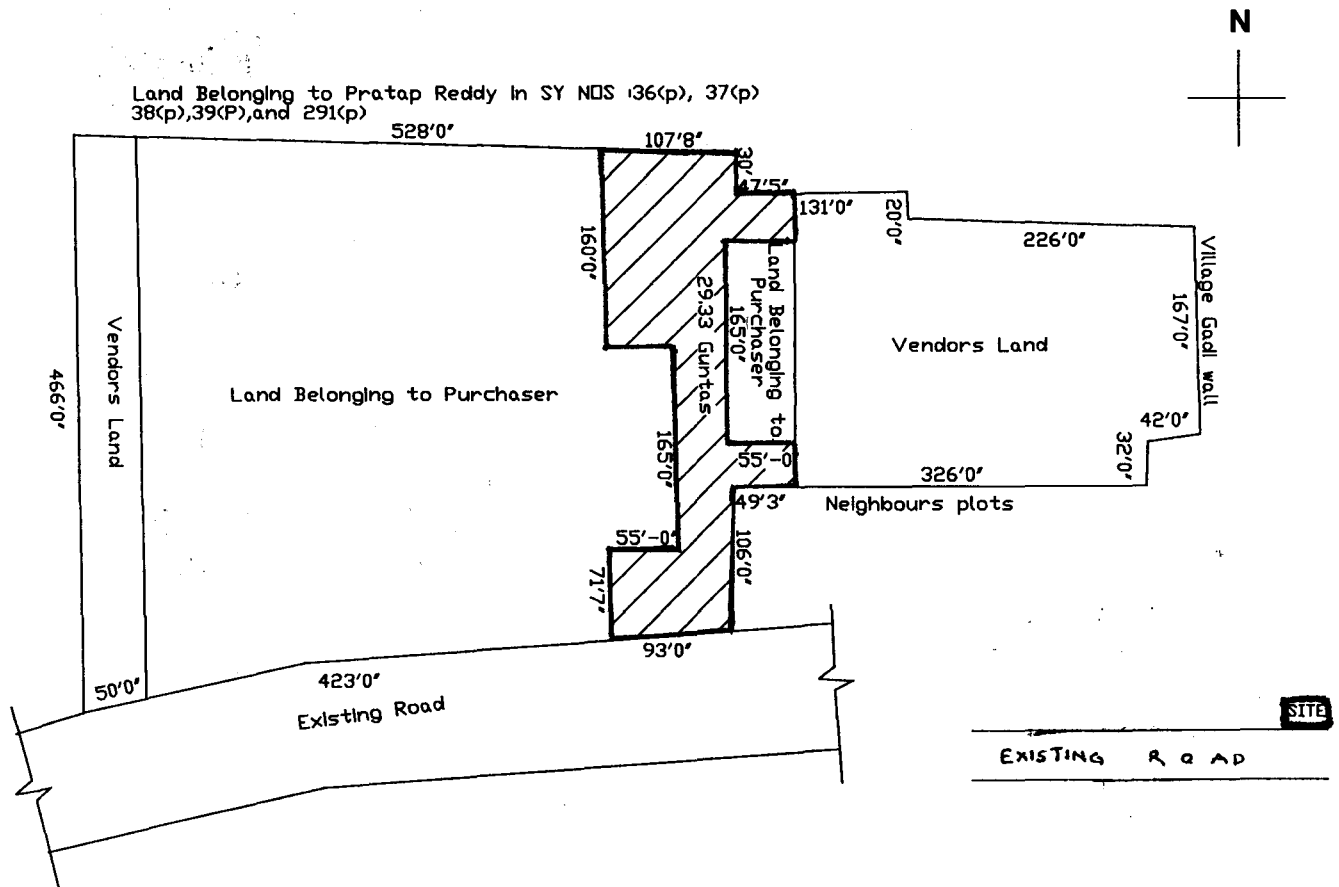 N
Land Belonging to Pratap Reddy in SY NOS 36(p), 37(p)
38(p),39(P),and 291(p)
528'0"
107'8"
30'
47'5"
131'0"
20'0"
226'0"
160'0"
Village Gadi wall
167'0"
Land Belonging to
Purchaser
165'0"
29.33 Guntas
Vendors Land
Vendors Land
466'0"
Land Belonging to Purchaser
42'0"
32'0"
165'0"
55'-0
326'0"
49'3"
Neighbours plots
55'-0"
106'0"
71'7"
93'0"
50'0"
423'0"
Existing Road
SITE
EXISTING ROAD